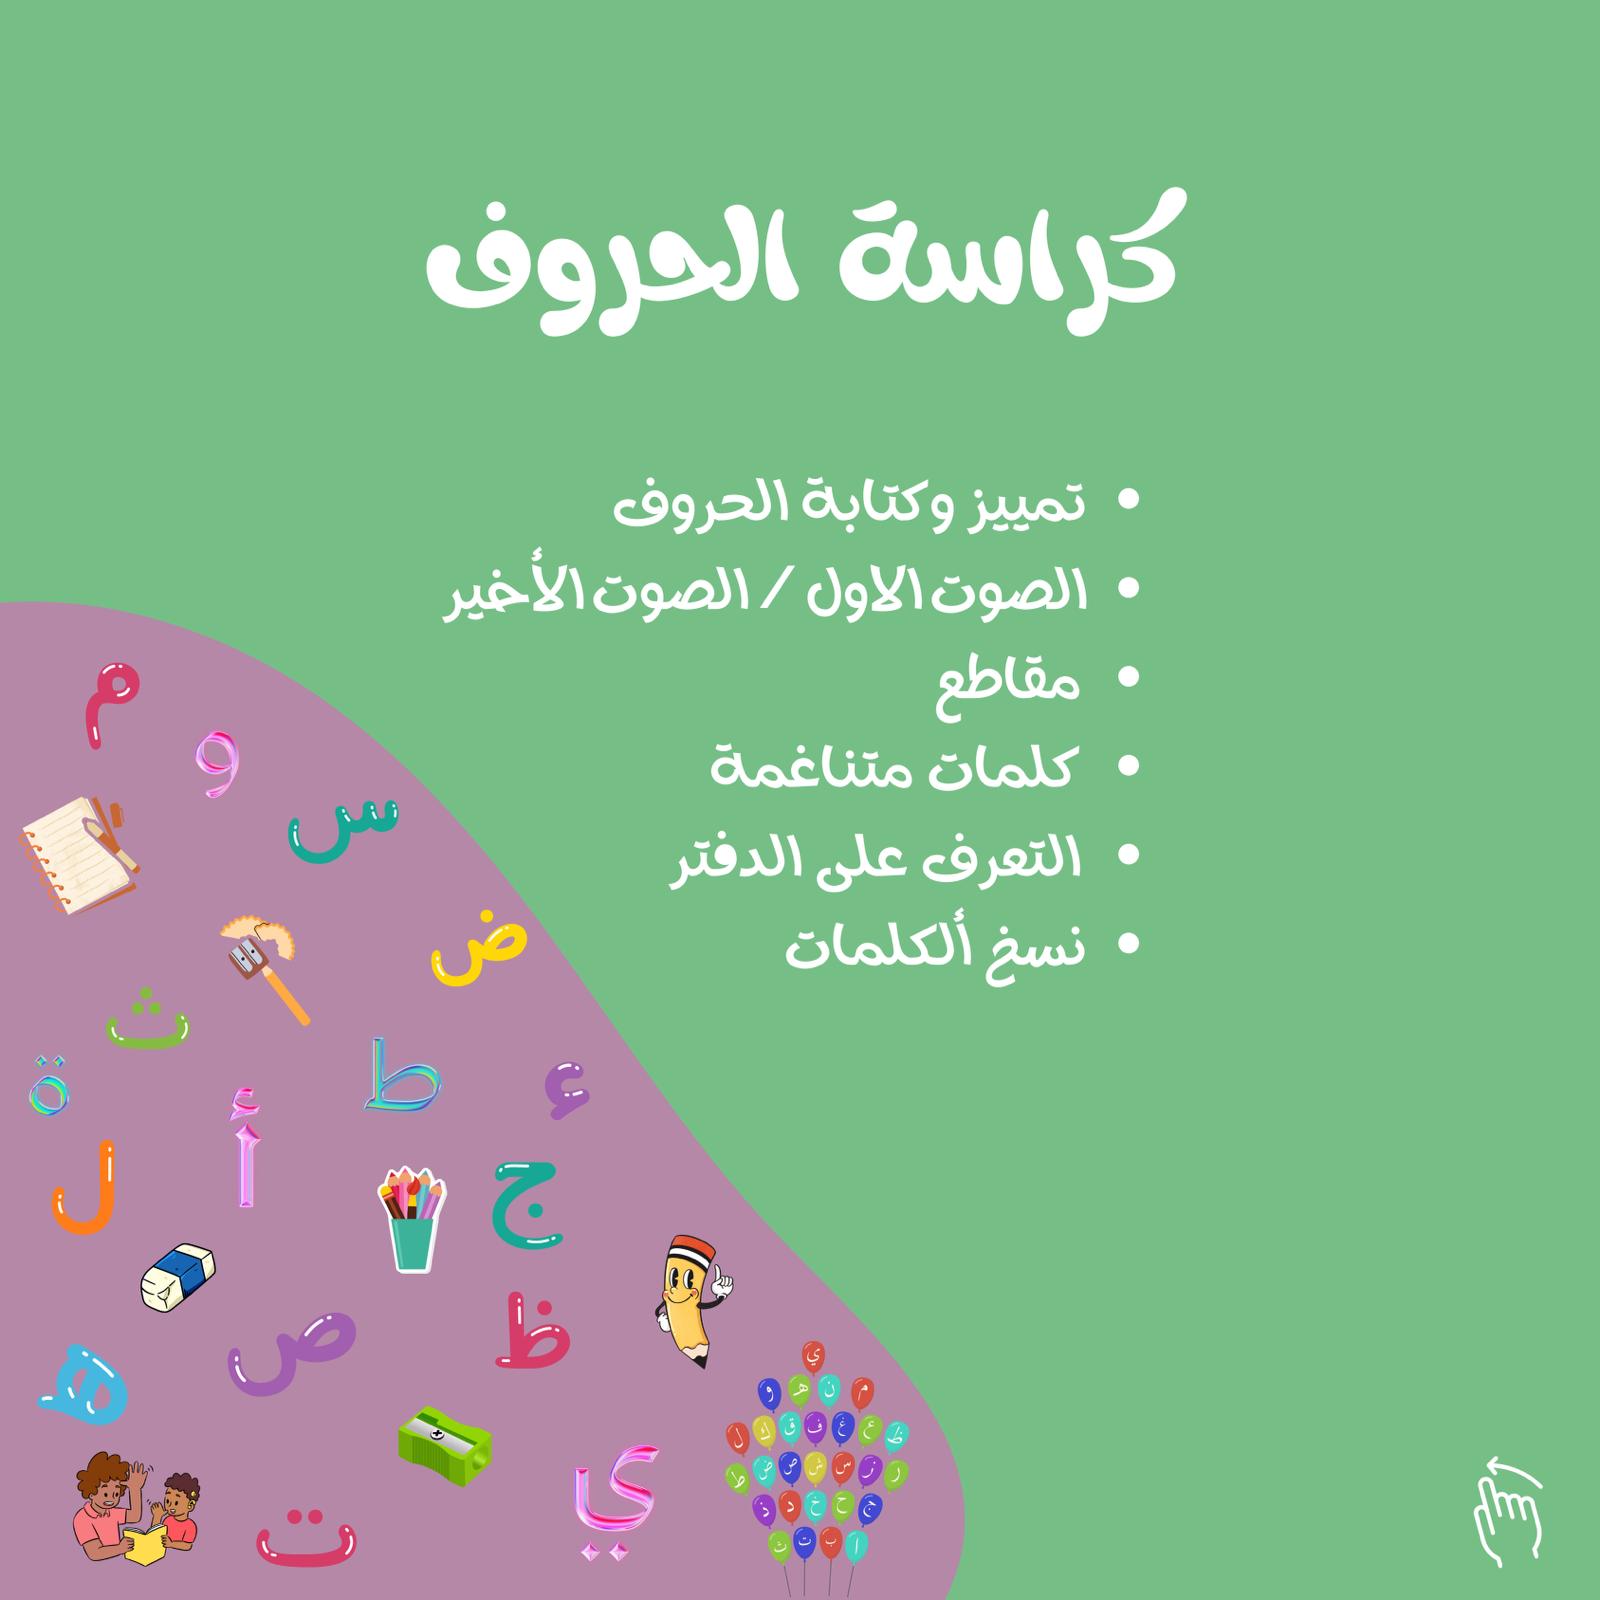 كراسة الحروف
تمييز وكتابة الحروف
الصوت الاول / الصوت الأخير
مقاطع
كلمات متناغمة
التعرف على الدفتر
نسخ ألكلمات
م
و
س
ض
ث
ة
ط
ء
أ
ل
ج
ص
ظ
ه
ت
ي
ي
و ه ن م
ل ك ق ف غ ع ظ
ط ض ص ش س ز ر
ذ د خ ح ج
ث ت ب ا